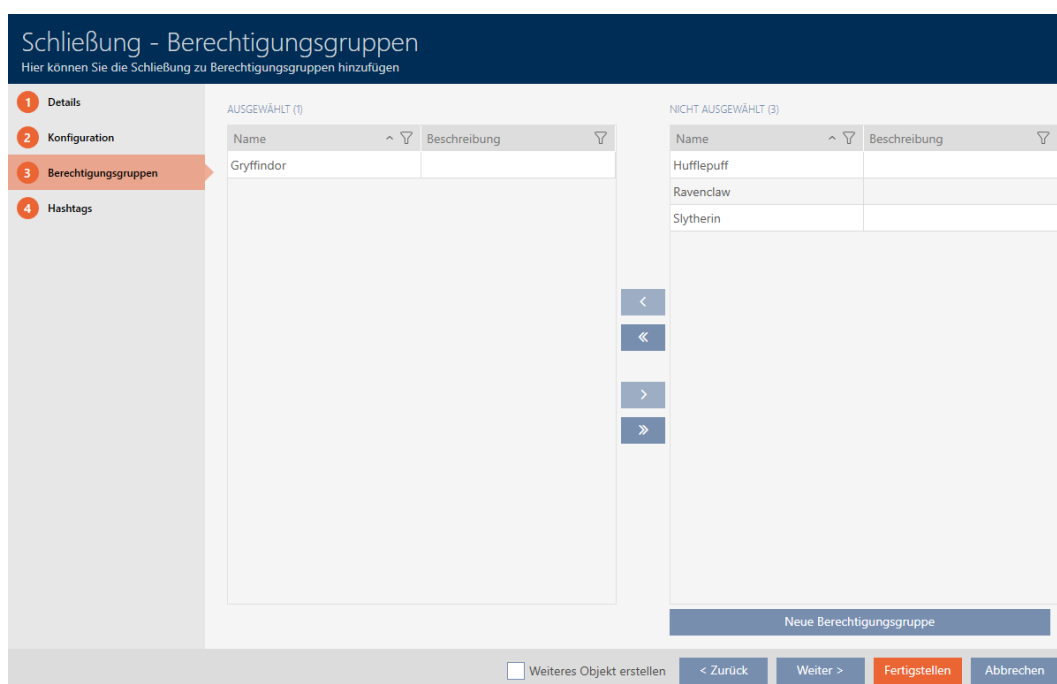 Schließung - Berechtigungsgruppen
Hier können Sie die Schließung zu Berechtigungsgruppen hinzufügen
1 Details
2 Konfiguration
3 Berechtigungsgruppen
4 Hashtags
AUSGEWÄHLT (1)
Name Beschreibung
Gryffindor
NICHT AUSGEWÄHLT (3)
Name Beschreibung
Hufflepuff
Ravenclaw
Slytherin
Neue Berechtigungsgruppe
Weiteres Objekt erstellen < Zurück Weiter > Fertigstellen Abbrechen